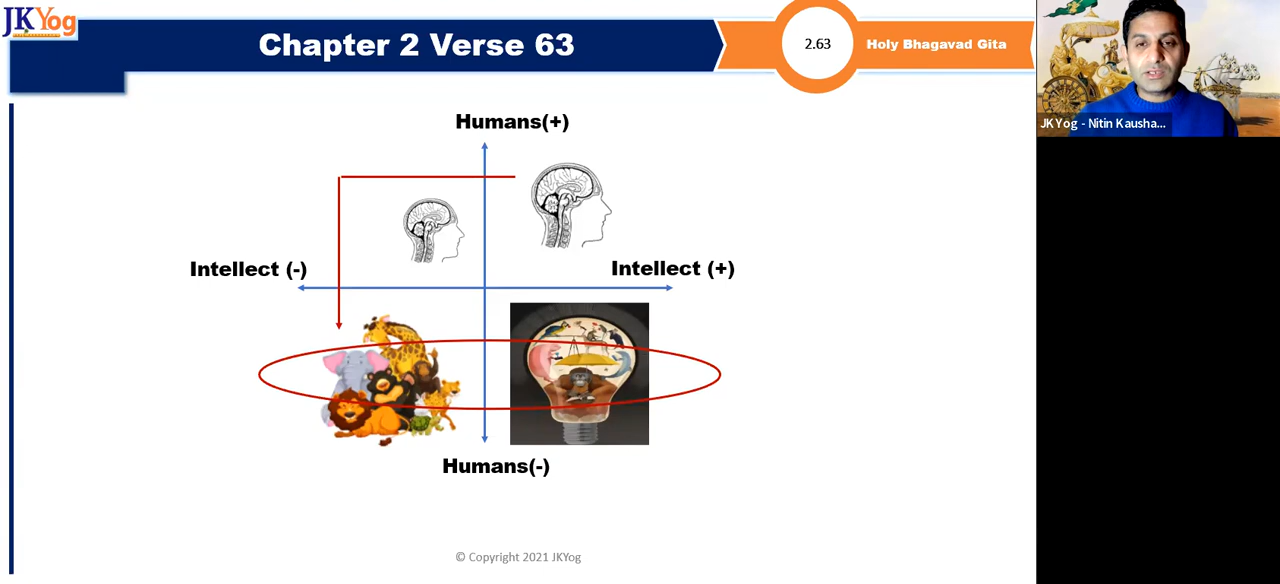 JKYog
Chapter 2 Verse 63
2.63
Holy Bhagavad Gita
JKYog - Nitin Kausha...
Humans(+)
Intellect (-)
Intellect (+)
Humans(-)
© Copyright 2021 JKYog